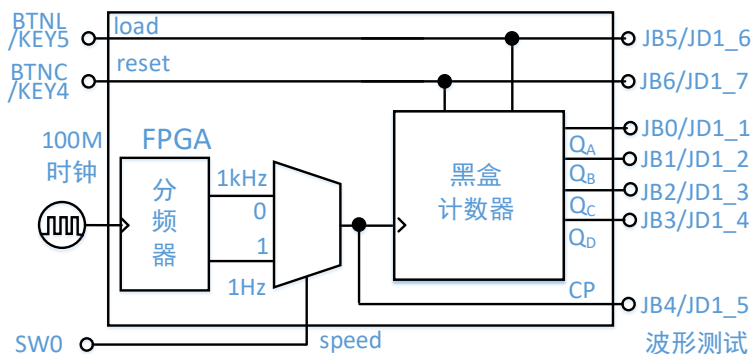 BTNL
/KEY5
load
JB5/JD1_6
BTNC
/KEY4
reset
JB6/JD1_7
100M
时钟
FPGA
分
频
器
1kHz
0
1
1Hz
黑盒
计数器
QA
QB
QC
QD
JB0/JD1_1
JB1/JD1_2
JB2/JD1_3
JB3/JD1_4
CP
JB4/JD1_5
SW0
speed
波形测试